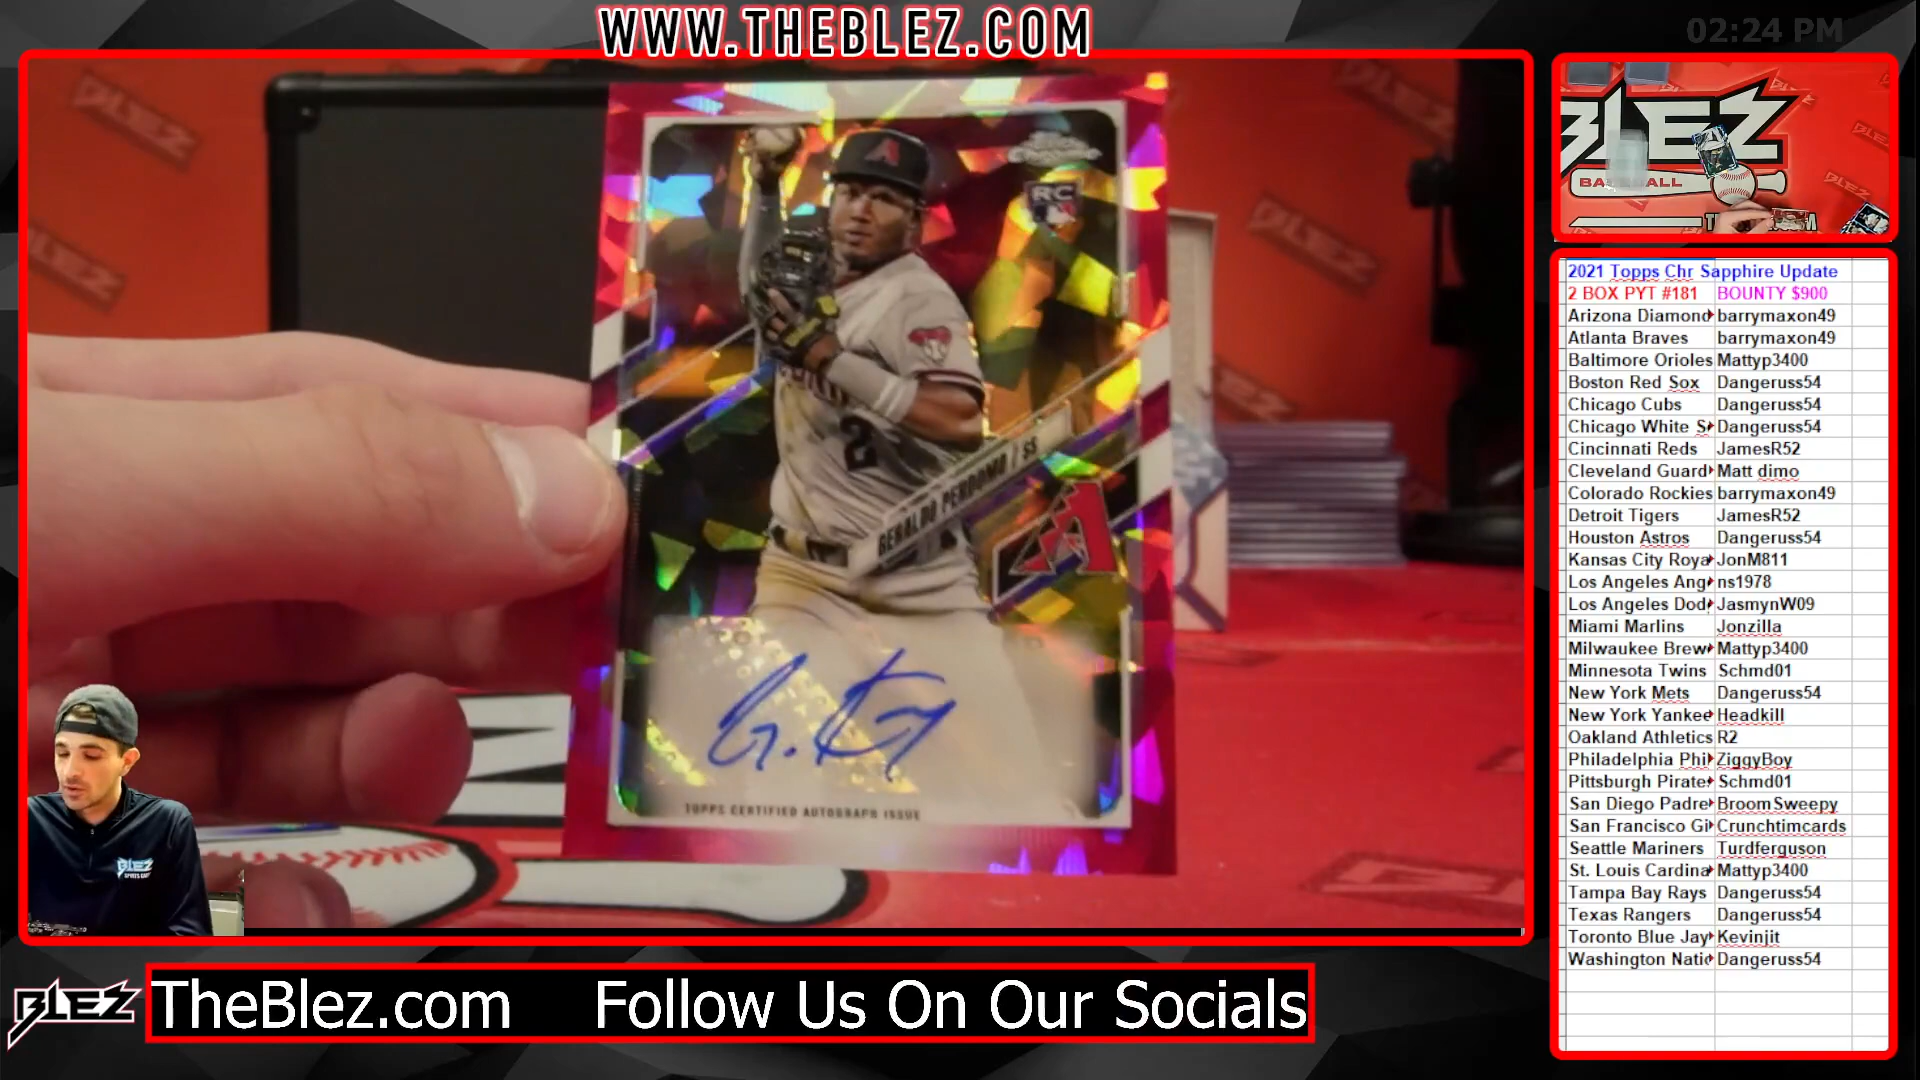 WWW.THEBLEZ.COM
02:24 PM
BLEZ
BASEBALL
RC
2
GERALDO PERDOMO / SS
TOPPS CERTIFIED AUTOGRAPH ISSUE
BLEZ
2021 Topps Chr Sapphire Update
2 BOX PYT #181 BOUNTY $900
Arizona Diamond barrymaxon49
Atlanta Braves barrymaxon49
Baltimore Orioles Mattyp3400
Boston Red Sox Dangeruss54
Chicago Cubs Dangeruss54
Chicago White S Dangeruss54
Cincinnati Reds JamesR52
Cleveland Guard Matt dimo
Colorado Rockies barrymaxon49
Detroit Tigers JamesR52
Houston Astros Dangeruss54
Kansas City Roya JonM811
Los Angeles Ang ns1978
Los Angeles Dod JasmynW09
Miami Marlins Jonzilla
Milwaukee Brew Mattyp3400
Minnesota Twins Schmd01
New York Mets Dangeruss54
New York Yankee Headkill
Oakland Athletics R2
Philadelphia Phi ZiggyBoy
Pittsburgh Pirate Schmd01
San Diego Padre BroomSweepy
San Francisco Gi Crunchtimcards
Seattle Mariners Turdferguson
St. Louis Cardina Mattyp3400
Tampa Bay Rays Dangeruss54
Texas Rangers Dangeruss54
Toronto Blue Jay Kevinjit
Washington Natio Dangeruss54
BLEZ TheBlez.com Follow Us On Our Socials